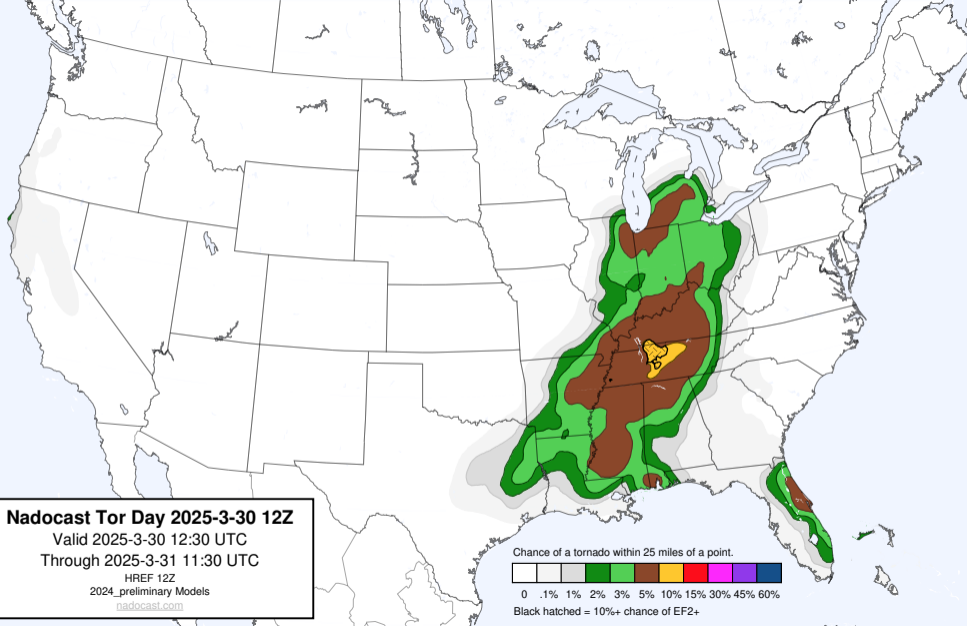 Nadocast Tor Day 2025-3-30 12Z
Valid 2025-3-30 12:30 UTC
Through 2025-3-31 11:30 UTC
HREF 12Z
2024_preliminary Models
nadocast.com
Chance of a tornado within 25 miles of a point.
0 .1% 1% 2% 3% 5% 10% 15% 30% 45% 60%
Black hatched = 10%+ chance of EF2+